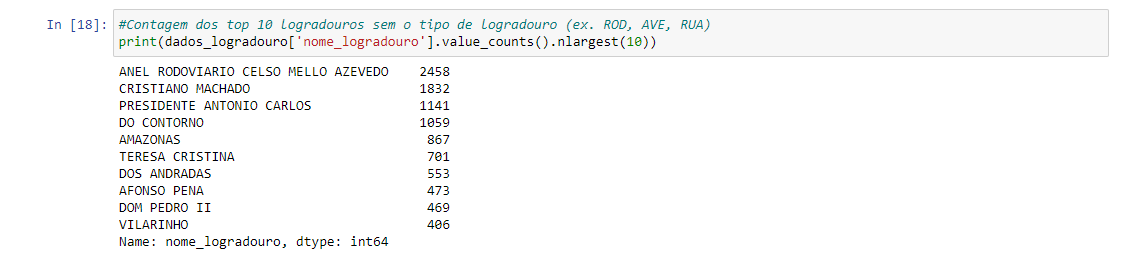 In [18]: #Contagem dos top 10 logradouros sem o tipo de logradouro (ex. ROD, AVE, RUA)
print(dados_logradouro['nome_logradouro'].value_counts().nlargest(10))
ANEL RODOVIARIO CELSO MELLO AZEVEDO 2458
CRISTIANO MACHADO 1832
PRESIDENTE ANTONIO CARLOS 1141
DO CONTORNO 1059
AMAZONAS 867
TERESA CRISTINA 701
DOS ANDRADAS 553
AFONSO PENA 473
DOM PEDRO II 469
VILARINHO 406
Name: nome_logradouro, dtype: int64